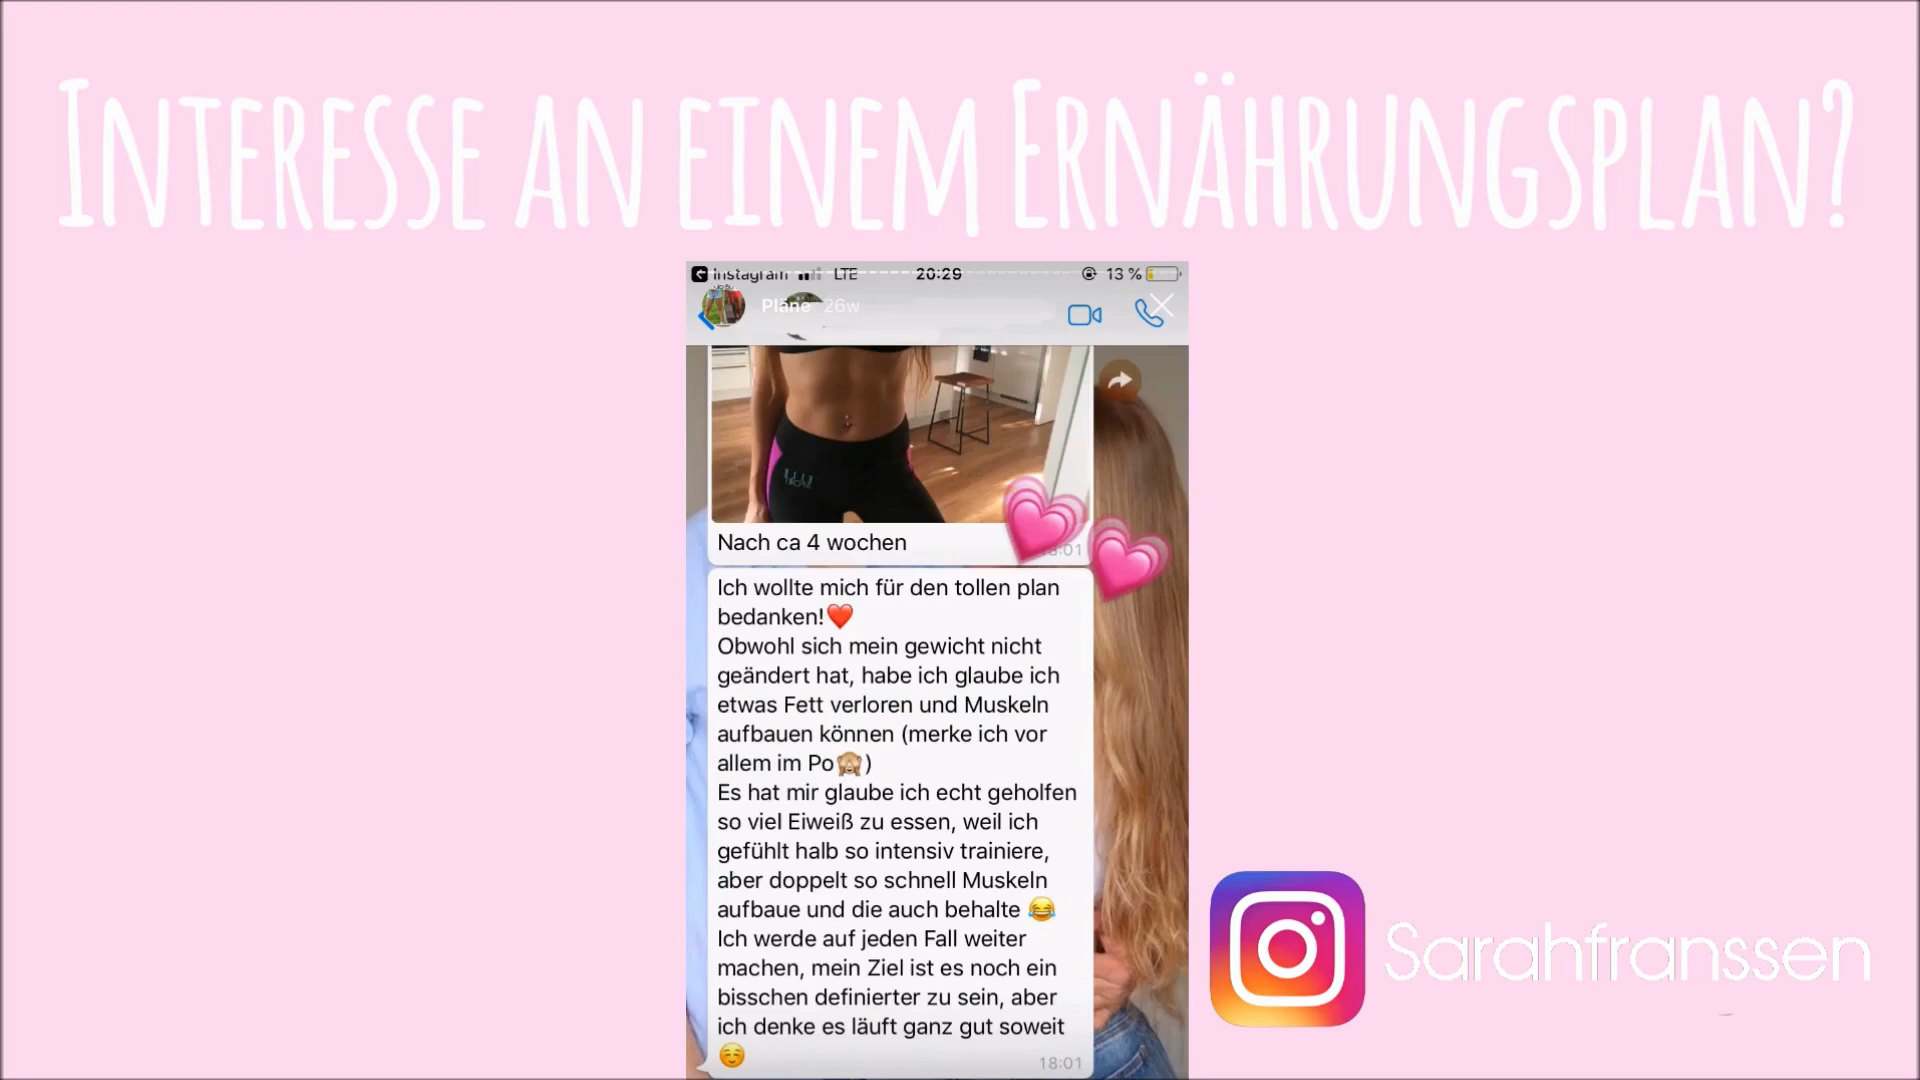 INTERESSE AN EINEM ERNÄHRUNGSPLAN?
Instagram LTE 20:29 13 %
Pläne 26w
Nach ca 4 wochen
18:01
Ich wollte mich für den tollen plan
bedanken!❤️
Obwohl sich mein gewicht nicht
geändert hat, habe ich glaube ich
etwas Fett verloren und Muskeln
aufbauen können (merke ich vor
allem im Po🙈)
Es hat mir glaube ich echt geholfen
so viel Eiweiß zu essen, weil ich
gefühlt halb so intensiv trainiere,
aber doppelt so schnell Muskeln
aufbaue und die auch behalte 😂
Ich werde auf jeden Fall weiter
machen, mein Ziel ist es noch ein
bisschen definierter zu sein, aber
ich denke es läuft ganz gut soweit
☺️
18:01
Sarahfranssen